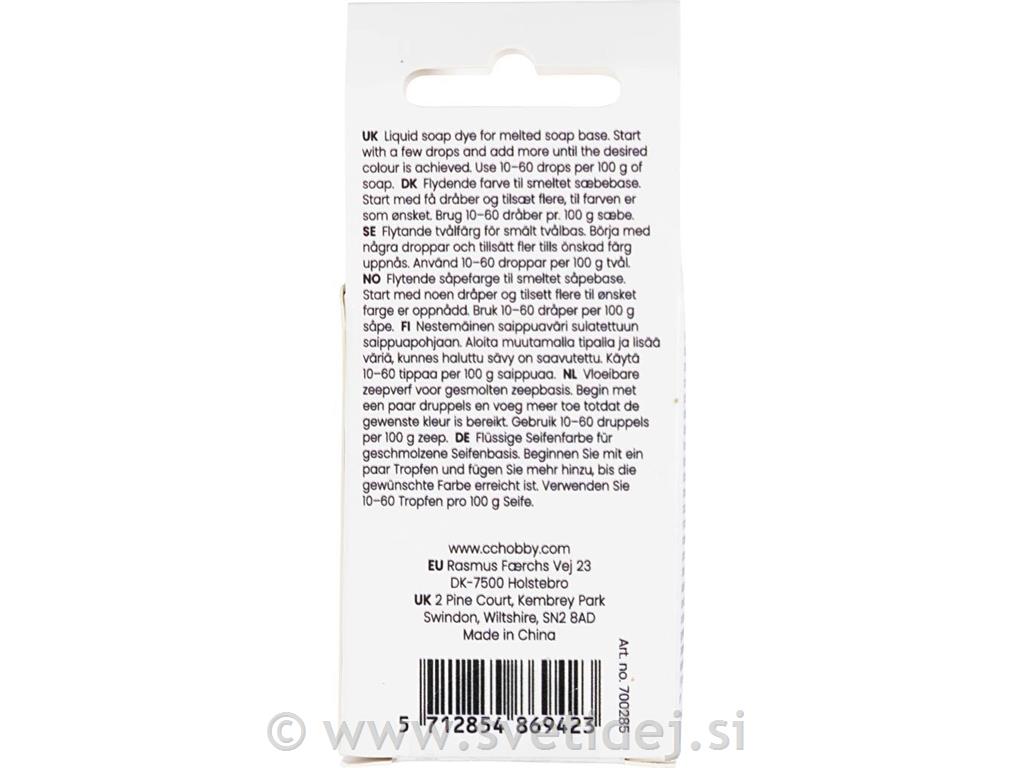 UK Liquid soap dye for melted soap base. Start
with a few drops and add more until the desired
colour is achieved. Use 10-60 drops per 100 g of
soap. DK Flydende farve til smeltet sæbebase.
Start med få dråber og tilsæt flere, til farven er
som ønsket. Brug 10-60 dråber pr. 100 g sæbe.
SE Flytande tvålfärg för smält tvålbas. Börja med
några droppar och tillsätt fler tills önskad färg
uppnås. Använd 10-60 droppar per 100 g tvål.
NO Flytende såpefarge til smeltet såpebase.
Start med noen dråper og tilsett flere til ønsket
farge er oppnådd. Bruk 10-60 dråper per 100 g
såpe. FI Nestemäinen saippuaväri sulatettuun
saippuapohjaan. Aloita muutamalla tipalla ja lisää
väriä, kunnes haluttu sävy on saavutettu. Käytä
10-60 tippaa per 100 g saippuaa. NL Vloeibare
zeepverf voor gesmolten zeepbasis. Begin met
een paar druppels en voeg meer toe totdat de
gewenste kleur is bereikt. Gebruik 10-60 druppels
per 100 g zeep. DE Flüssige Seifenfarbe für
geschmolzene Seifenbasis. Beginnen Sie mit ein
paar Tropfen und fügen Sie mehr hinzu, bis die
gewünschte Farbe erreicht ist. Verwenden Sie
10-60 Tropfen pro 100 g Seife.
www.cchobby.com
EU Rasmus Færchs Vej 23
DK-7500 Holstebro
UK 2 Pine Court, Kembrey Park
Swindon, Wiltshire, SN2 8AD
Made in China
Art. no. 700285
5 712854 869423
© www.svetidej.si